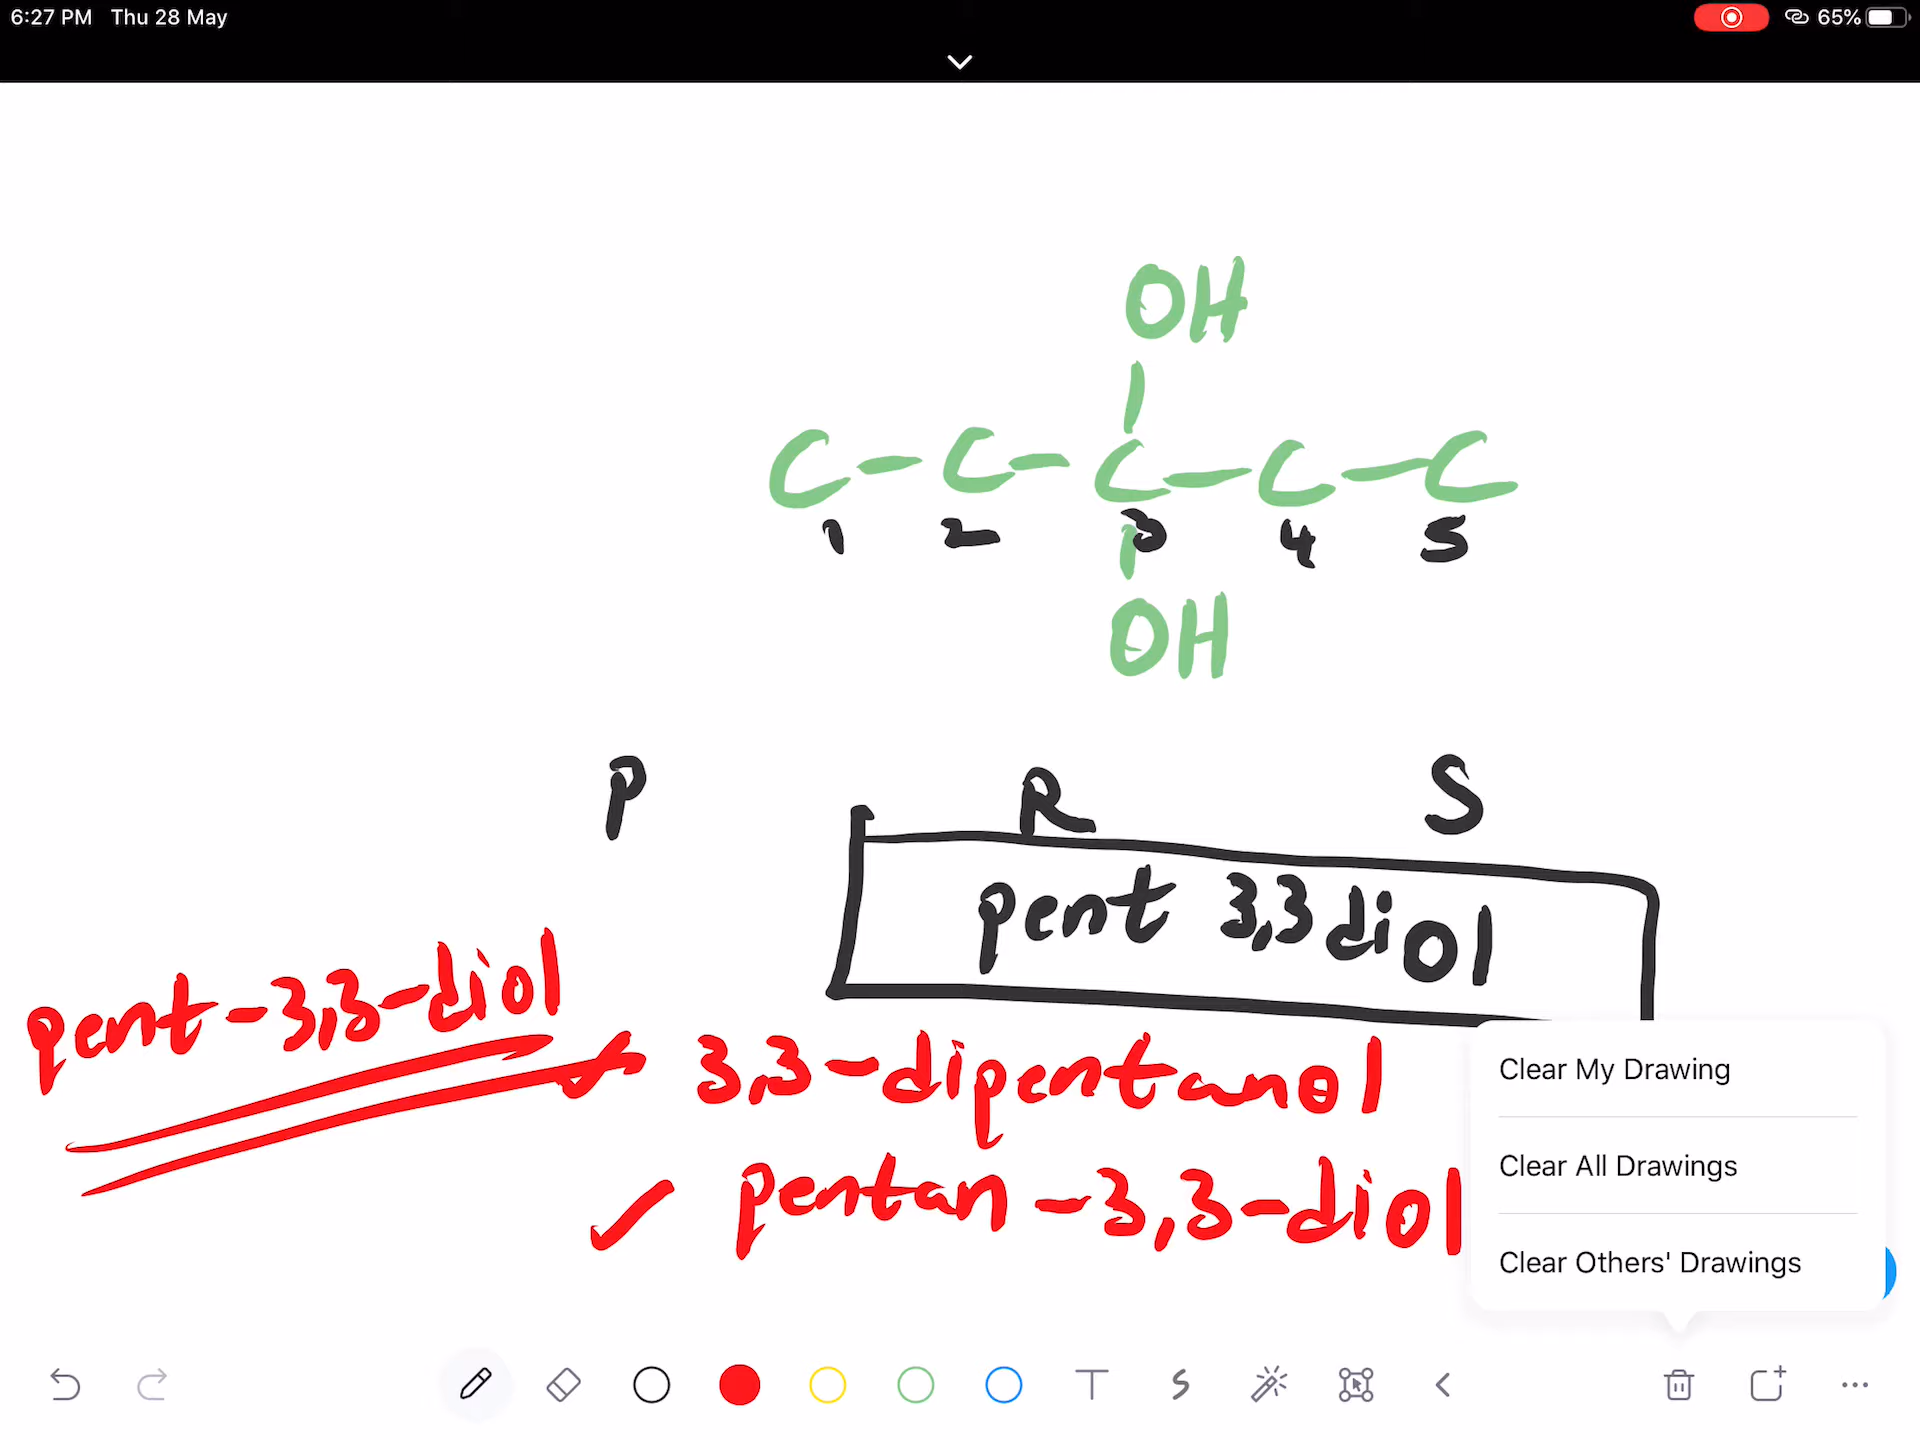 6:27 PM Thu 28 May
65%
OH
C-C-C-C-C
1 2 3 4 5
OH
P R S
pent 3,3 diol
pent-3,3-diol
3,3-dipentanol
pentan-3,3-diol
Clear My Drawing
Clear All Drawings
Clear Others' Drawings
T